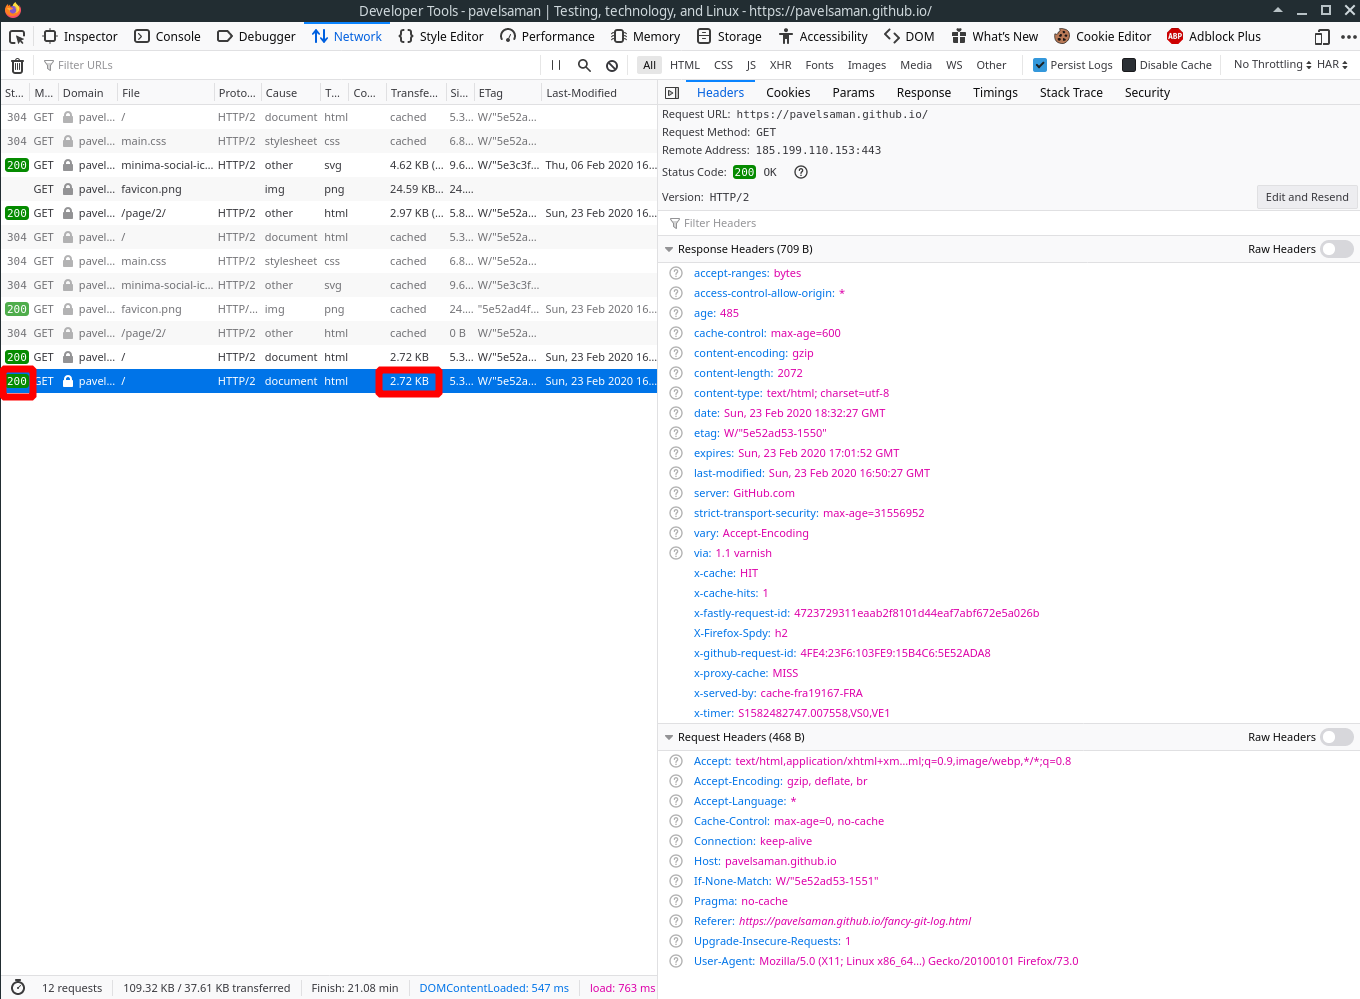 Developer Tools - pavelsaman | Testing, technology, and Linux - https://pavelsaman.github.io/
Inspector Console Debugger Network Style Editor Performance Memory Storage Accessibility DOM What's New Cookie Editor ABP Adblock Plus
Filter URLs All HTML CSS JS XHR Fonts Images Media WS Other Persist Logs Disable Cache No Throttling HAR
St... M... Domain File Proto... Cause T... Co... Transfe... Si... ETag Last-Modified
304 GET pavel... / HTTP/2 document html cached 5.3... W/"5e52a...
304 GET pavel... main.css HTTP/2 stylesheet css cached 6.8... W/"5e52a...
200 GET pavel... minima-social-ic... HTTP/2 other svg 4.62 KB (... 9.6... W/"5e3c3f... Thu, 06 Feb 2020 16...
GET pavel... favicon.png img png 24.59 KB... 24....
200 GET pavel... /page/2/ HTTP/2 other html 2.97 KB (... 5.8... W/"5e52a... Sun, 23 Feb 2020 16...
304 GET pavel... / HTTP/2 document html cached 5.3... W/"5e52a...
304 GET pavel... main.css HTTP/2 stylesheet css cached 6.8... W/"5e52a...
304 GET pavel... minima-social-ic... HTTP/2 other svg cached 9.6... W/"5e3c3f...
200 GET pavel... favicon.png HTTP/... img png cached 24.... "5e52ad4f... Sun, 23 Feb 2020 16...
304 GET pavel... /page/2/ HTTP/2 other html cached 0 B W/"5e52a...
200 GET pavel... / HTTP/2 document html 2.72 KB 5.3... W/"5e52a... Sun, 23 Feb 2020 16...
200 GET pavel... / HTTP/2 document html 2.72 KB 5.3... W/"5e52a... Sun, 23 Feb 2020 16...
12 requests 109.32 KB / 37.61 KB transferred Finish: 21.08 min DOMContentLoaded: 547 ms load: 763 ms
Headers Cookies Params Response Timings Stack Trace Security
Request URL: https://pavelsaman.github.io/
Request Method: GET
Remote Address: 185.199.110.153:443
Status Code: 200 OK
Version: HTTP/2 Edit and Resend
Filter Headers
Response Headers (709 B) Raw Headers
accept-ranges: bytes
access-control-allow-origin: *
age: 485
cache-control: max-age=600
content-encoding: gzip
content-length: 2072
content-type: text/html; charset=utf-8
date: Sun, 23 Feb 2020 18:32:27 GMT
etag: W/"5e52ad53-1550"
expires: Sun, 23 Feb 2020 17:01:52 GMT
last-modified: Sun, 23 Feb 2020 16:50:27 GMT
server: GitHub.com
strict-transport-security: max-age=31556952
vary: Accept-Encoding
via: 1.1 varnish
x-cache: HIT
x-cache-hits: 1
x-fastly-request-id: 4723729311eaab2f8101d44eaf7abf672e5a026b
X-Firefox-Spdy: h2
x-github-request-id: 4FE4:23F6:103FE9:15B4C6:5E52ADA8
x-proxy-cache: MISS
x-served-by: cache-fra19167-FRA
x-timer: S1582482747.007558,VS0,VE1
Request Headers (468 B) Raw Headers
Accept: text/html,application/xhtml+xm...ml;q=0.9,image/webp,*/*;q=0.8
Accept-Encoding: gzip, deflate, br
Accept-Language: *
Cache-Control: max-age=0, no-cache
Connection: keep-alive
Host: pavelsaman.github.io
If-None-Match: W/"5e52ad53-1551"
Pragma: no-cache
Referer: https://pavelsaman.github.io/fancy-git-log.html
Upgrade-Insecure-Requests: 1
User-Agent: Mozilla/5.0 (X11; Linux x86_64...) Gecko/20100101 Firefox/73.0